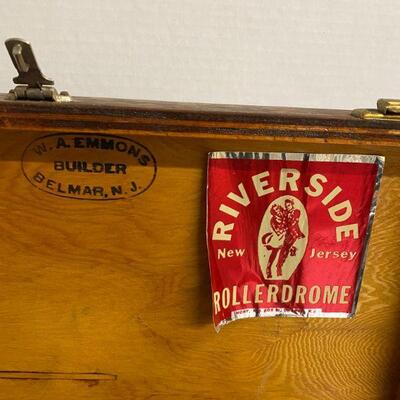 W. A. EMMONS
BUILDER
BELMAR, N. J.
RIVERSIDE
New Jersey
ROLLERDROME